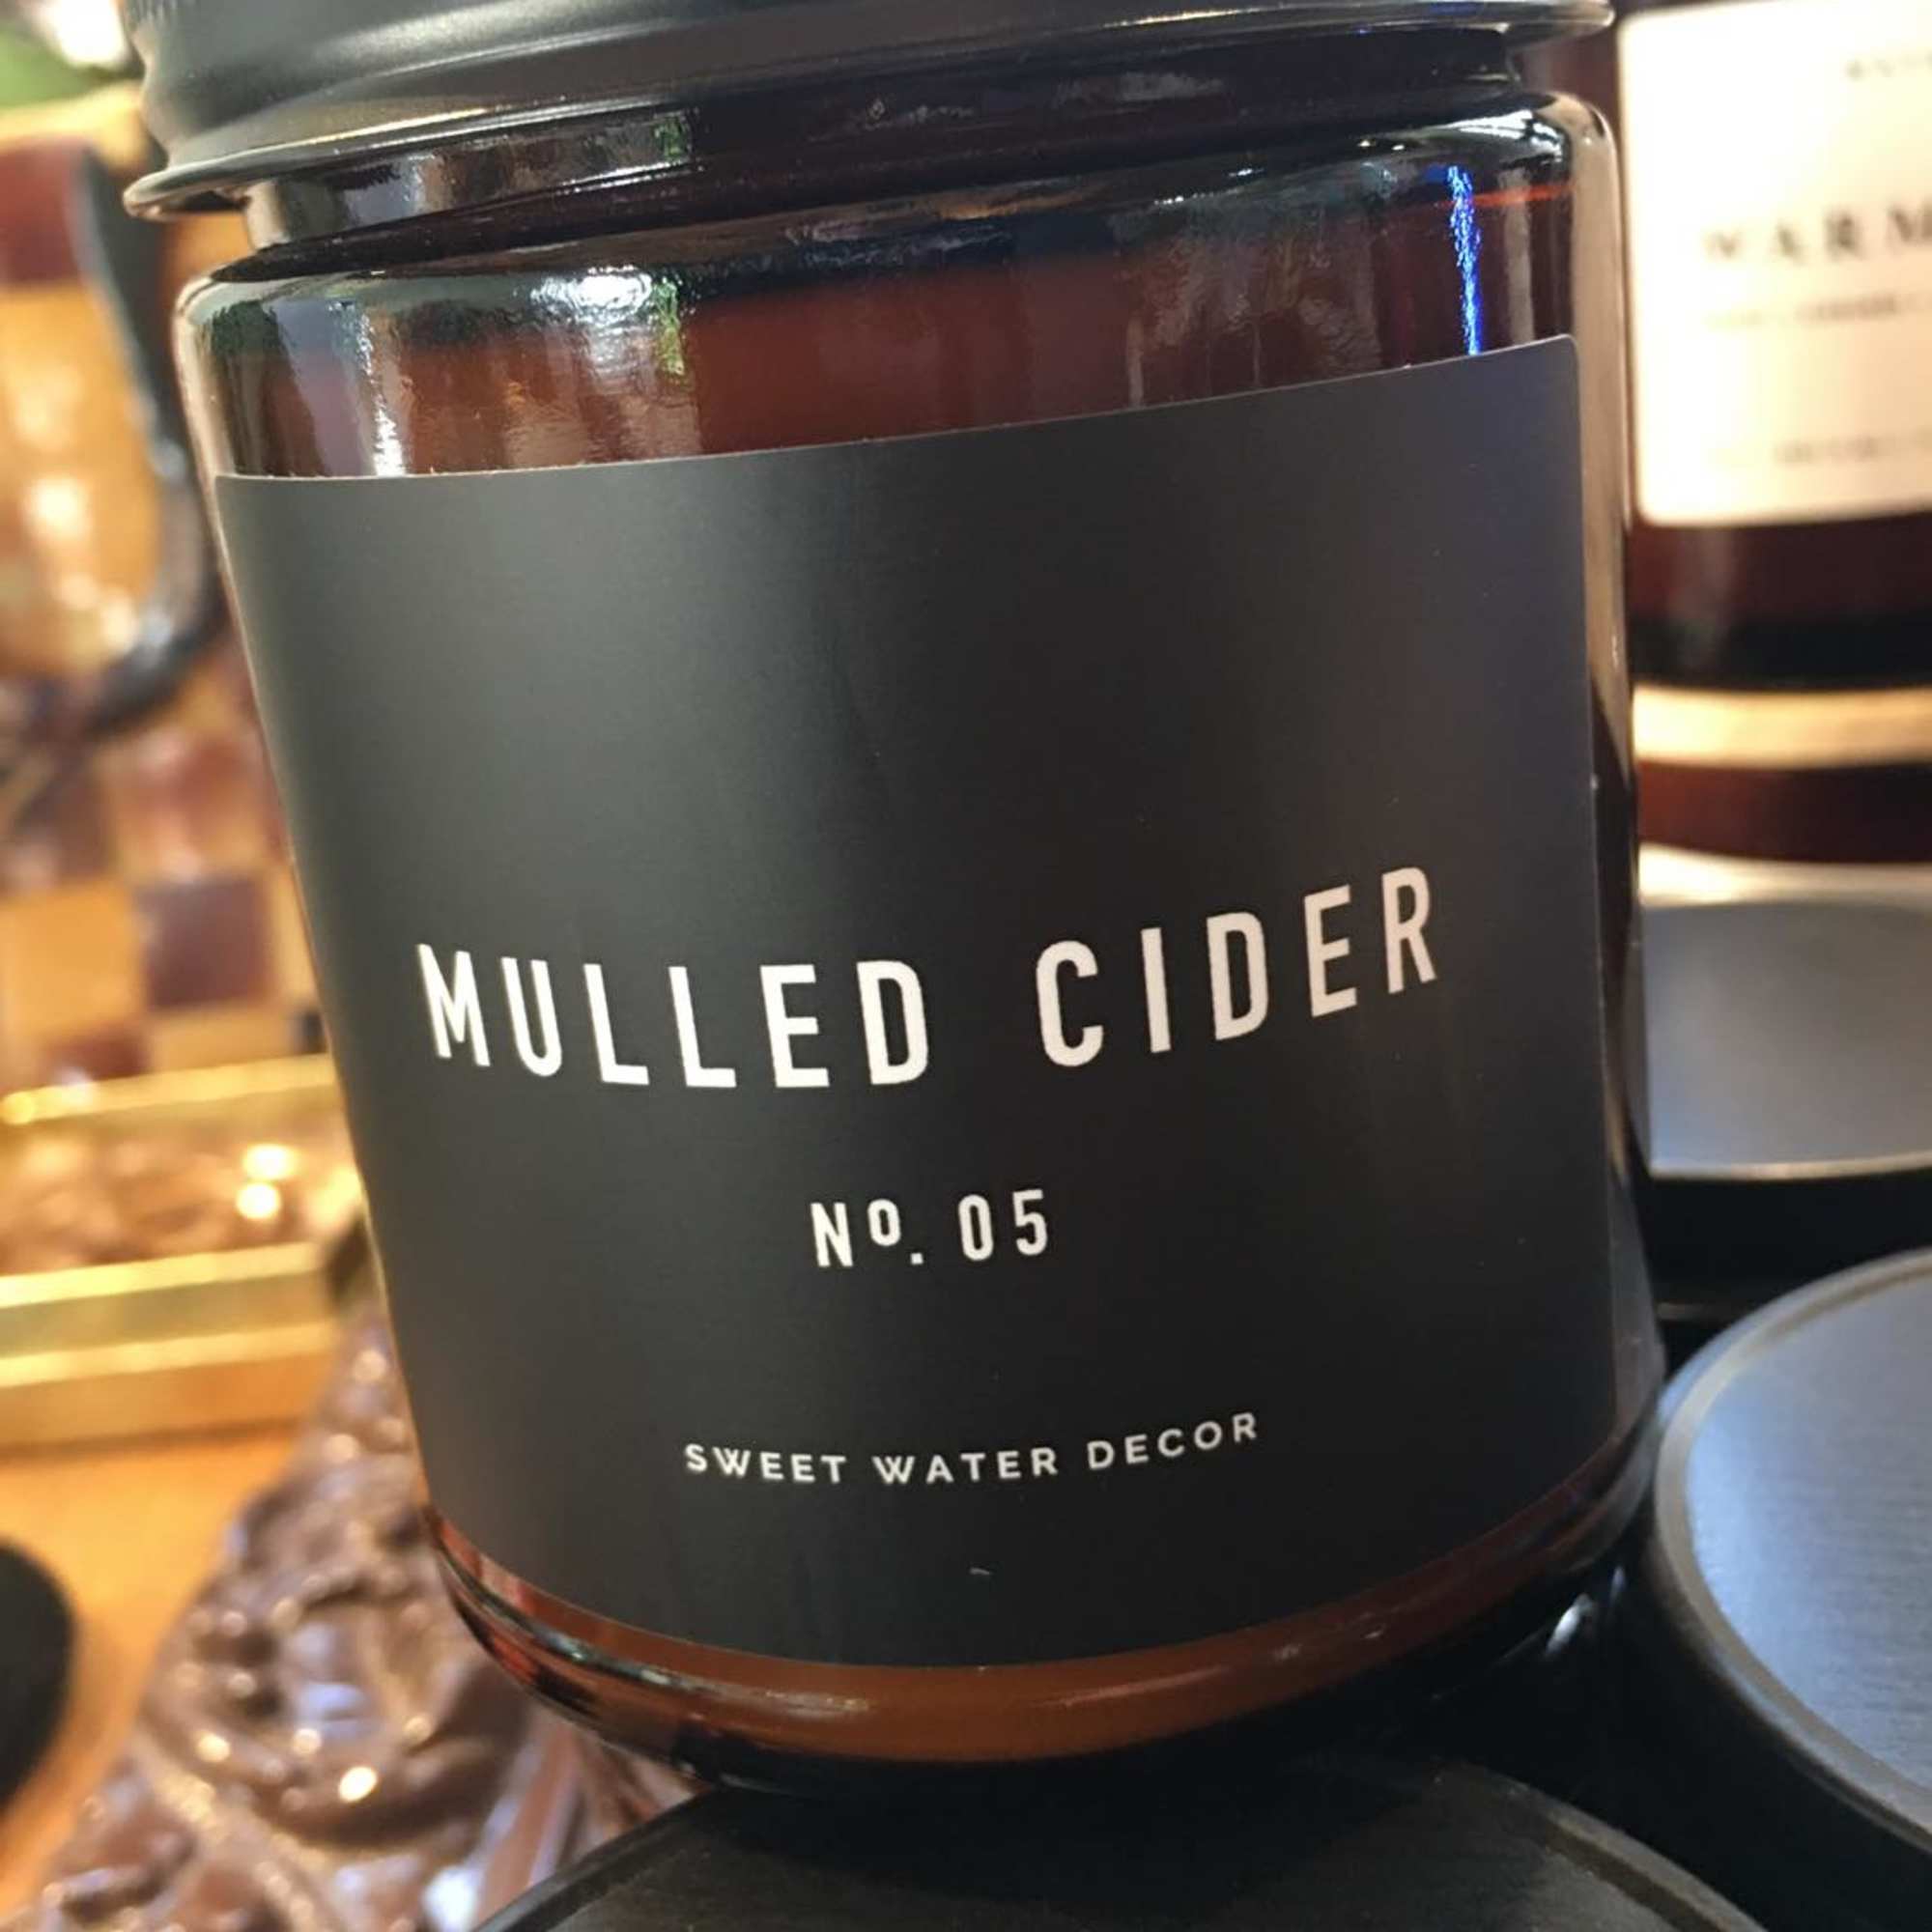 MULLED CIDER
Nº. 05
SWEET WATER DECOR